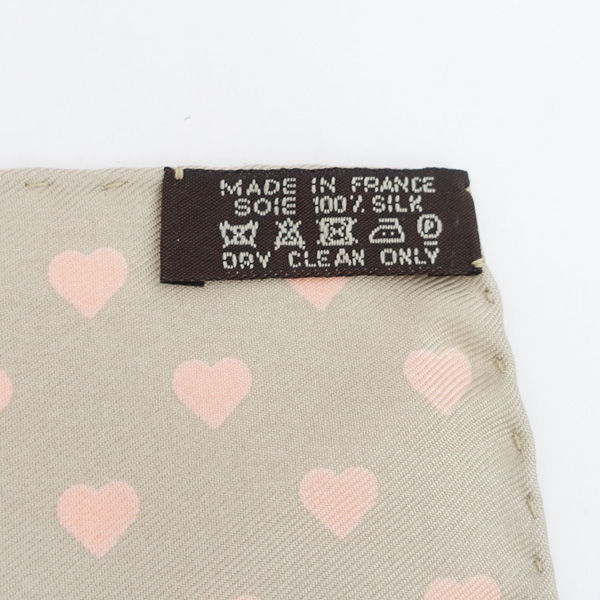 MADE IN FRANCE
SOIE 100% SILK
P
DRY CLEAN ONLY